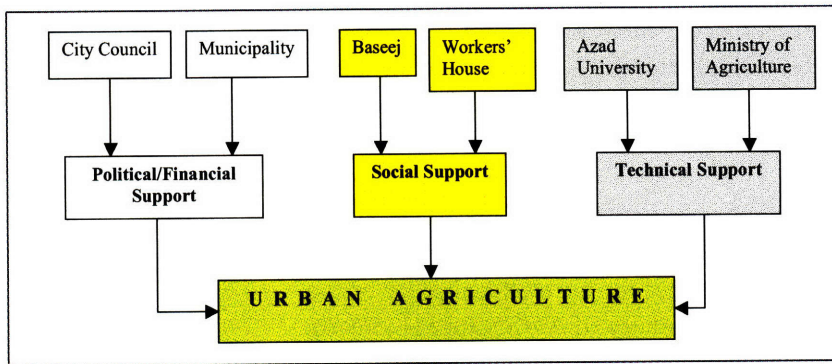 City Council
Municipality
Baseej
Workers'
House
Azad
University
Ministry of
Agriculture
Political/Financial
Support
Social Support
Technical Support
URBAN AGRICULTURE